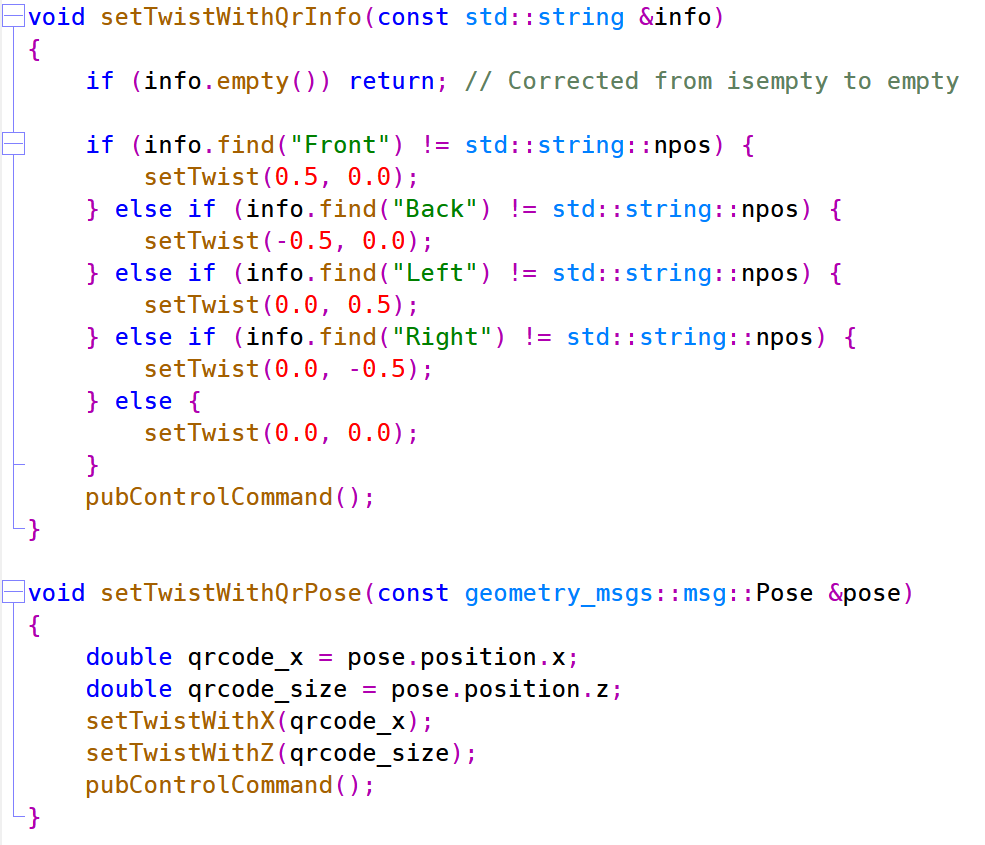 void setTwistWithQrInfo(const std::string &info)
{
    if (info.empty()) return; // Corrected from isempty to empty

    if (info.find("Front") != std::string::npos) {
        setTwist(0.5, 0.0);
    } else if (info.find("Back") != std::string::npos) {
        setTwist(-0.5, 0.0);
    } else if (info.find("Left") != std::string::npos) {
        setTwist(0.0, 0.5);
    } else if (info.find("Right") != std::string::npos) {
        setTwist(0.0, -0.5);
    } else {
        setTwist(0.0, 0.0);
    }
    pubControlCommand();
}

void setTwistWithQrPose(const geometry_msgs::msg::Pose &pose)
{
    double qrcode_x = pose.position.x;
    double qrcode_size = pose.position.z;
    setTwistWithX(qrcode_x);
    setTwistWithZ(qrcode_size);
    pubControlCommand();
}